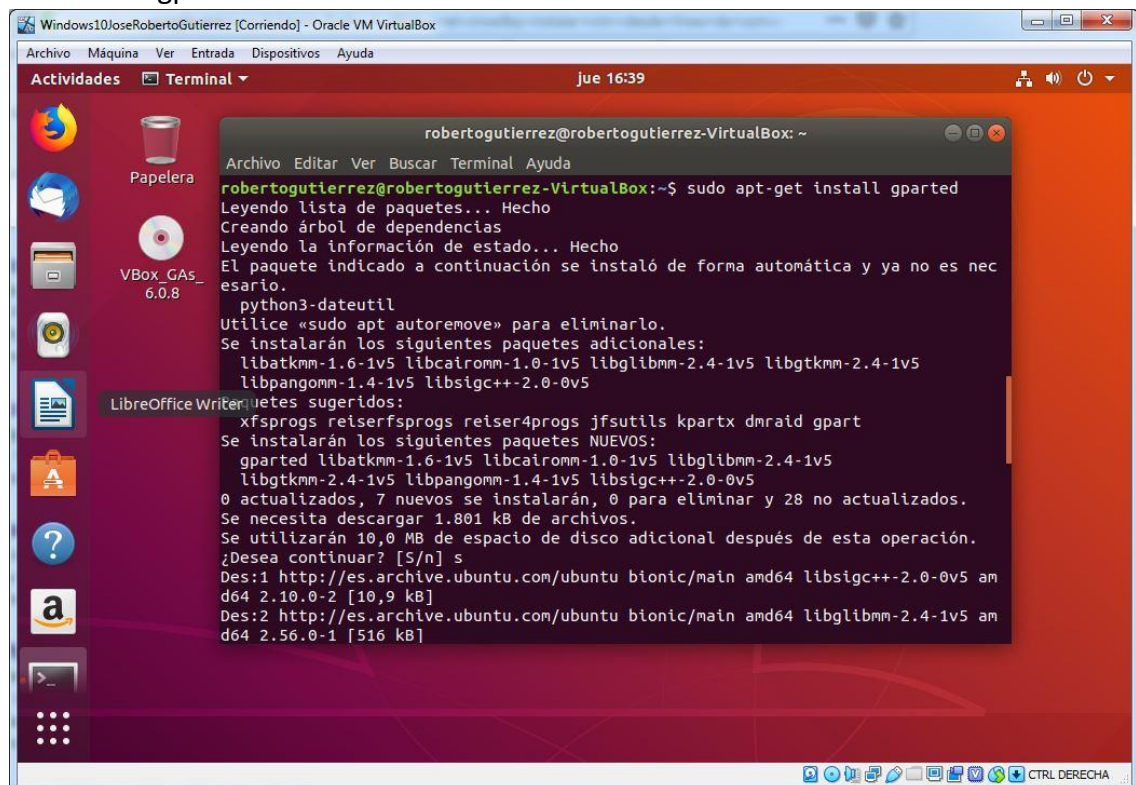 Windows10JoseRobertoGutierrez [Corriendo] - Oracle VM VirtualBox
Archivo Máquina Ver Entrada Dispositivos Ayuda
Actividades Terminal jue 16:39
robertogutierrez@robertogutierrez-VirtualBox: ~
Archivo Editar Ver Buscar Terminal Ayuda
Papelera
VBox_GAs_
6.0.8
LibreOffice Writer
robertogutierrez@robertogutierrez-VirtualBox:~$ sudo apt-get install gparted
Leyendo lista de paquetes... Hecho
Creando árbol de dependencias
Leyendo la información de estado... Hecho
El paquete indicado a continuación se instaló de forma automática y ya no es nec
esario.
python3-dateutil
Utilice «sudo apt autoremove» para eliminarlo.
Se instalarán los siguientes paquetes adicionales:
libatkmm-1.6-1v5 libcairomm-1.0-1v5 libglibmm-2.4-1v5 libgtkmm-2.4-1v5
libpangomm-1.4-1v5 libsigc++-2.0-0v5
quetes sugeridos:
xfsprogs reiserfsprogs reiser4progs jfsutils kpartx dmraid gpart
Se instalarán los siguientes paquetes NUEVOS:
gparted libatkmm-1.6-1v5 libcairomm-1.0-1v5 libglibmm-2.4-1v5
libgtkmm-2.4-1v5 libpangomm-1.4-1v5 libsigc++-2.0-0v5
0 actualizados, 7 nuevos se instalarán, 0 para eliminar y 28 no actualizados.
Se necesita descargar 1.801 kB de archivos.
Se utilizarán 10,0 MB de espacio de disco adicional después de esta operación.
¿Desea continuar? [S/n] s
Des:1 http://es.archive.ubuntu.com/ubuntu bionic/main amd64 libsigc++-2.0-0v5 am
d64 2.10.0-2 [10,9 kB]
Des:2 http://es.archive.ubuntu.com/ubuntu bionic/main amd64 libglibmm-2.4-1v5 am
d64 2.56.0-1 [516 kB]
CTRL DERECHA